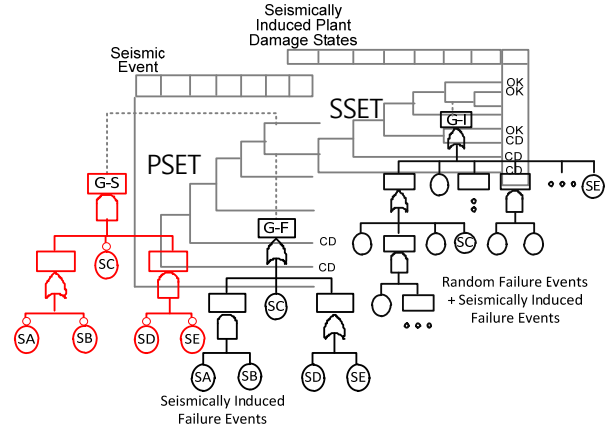 Seismically
Induced Plant
Damage States
Seismic
Event
OK
OK
SSET
G-I
OK
CD
PSET
CD
CD
G-S
SE
G-F
CD
SC
SC
CD
Random Failure Events
+ Seismically Induced
Failure Events
SC
SA
SB
SD
SE
SA
SB
SD
SE
Seismically Induced
Failure Events